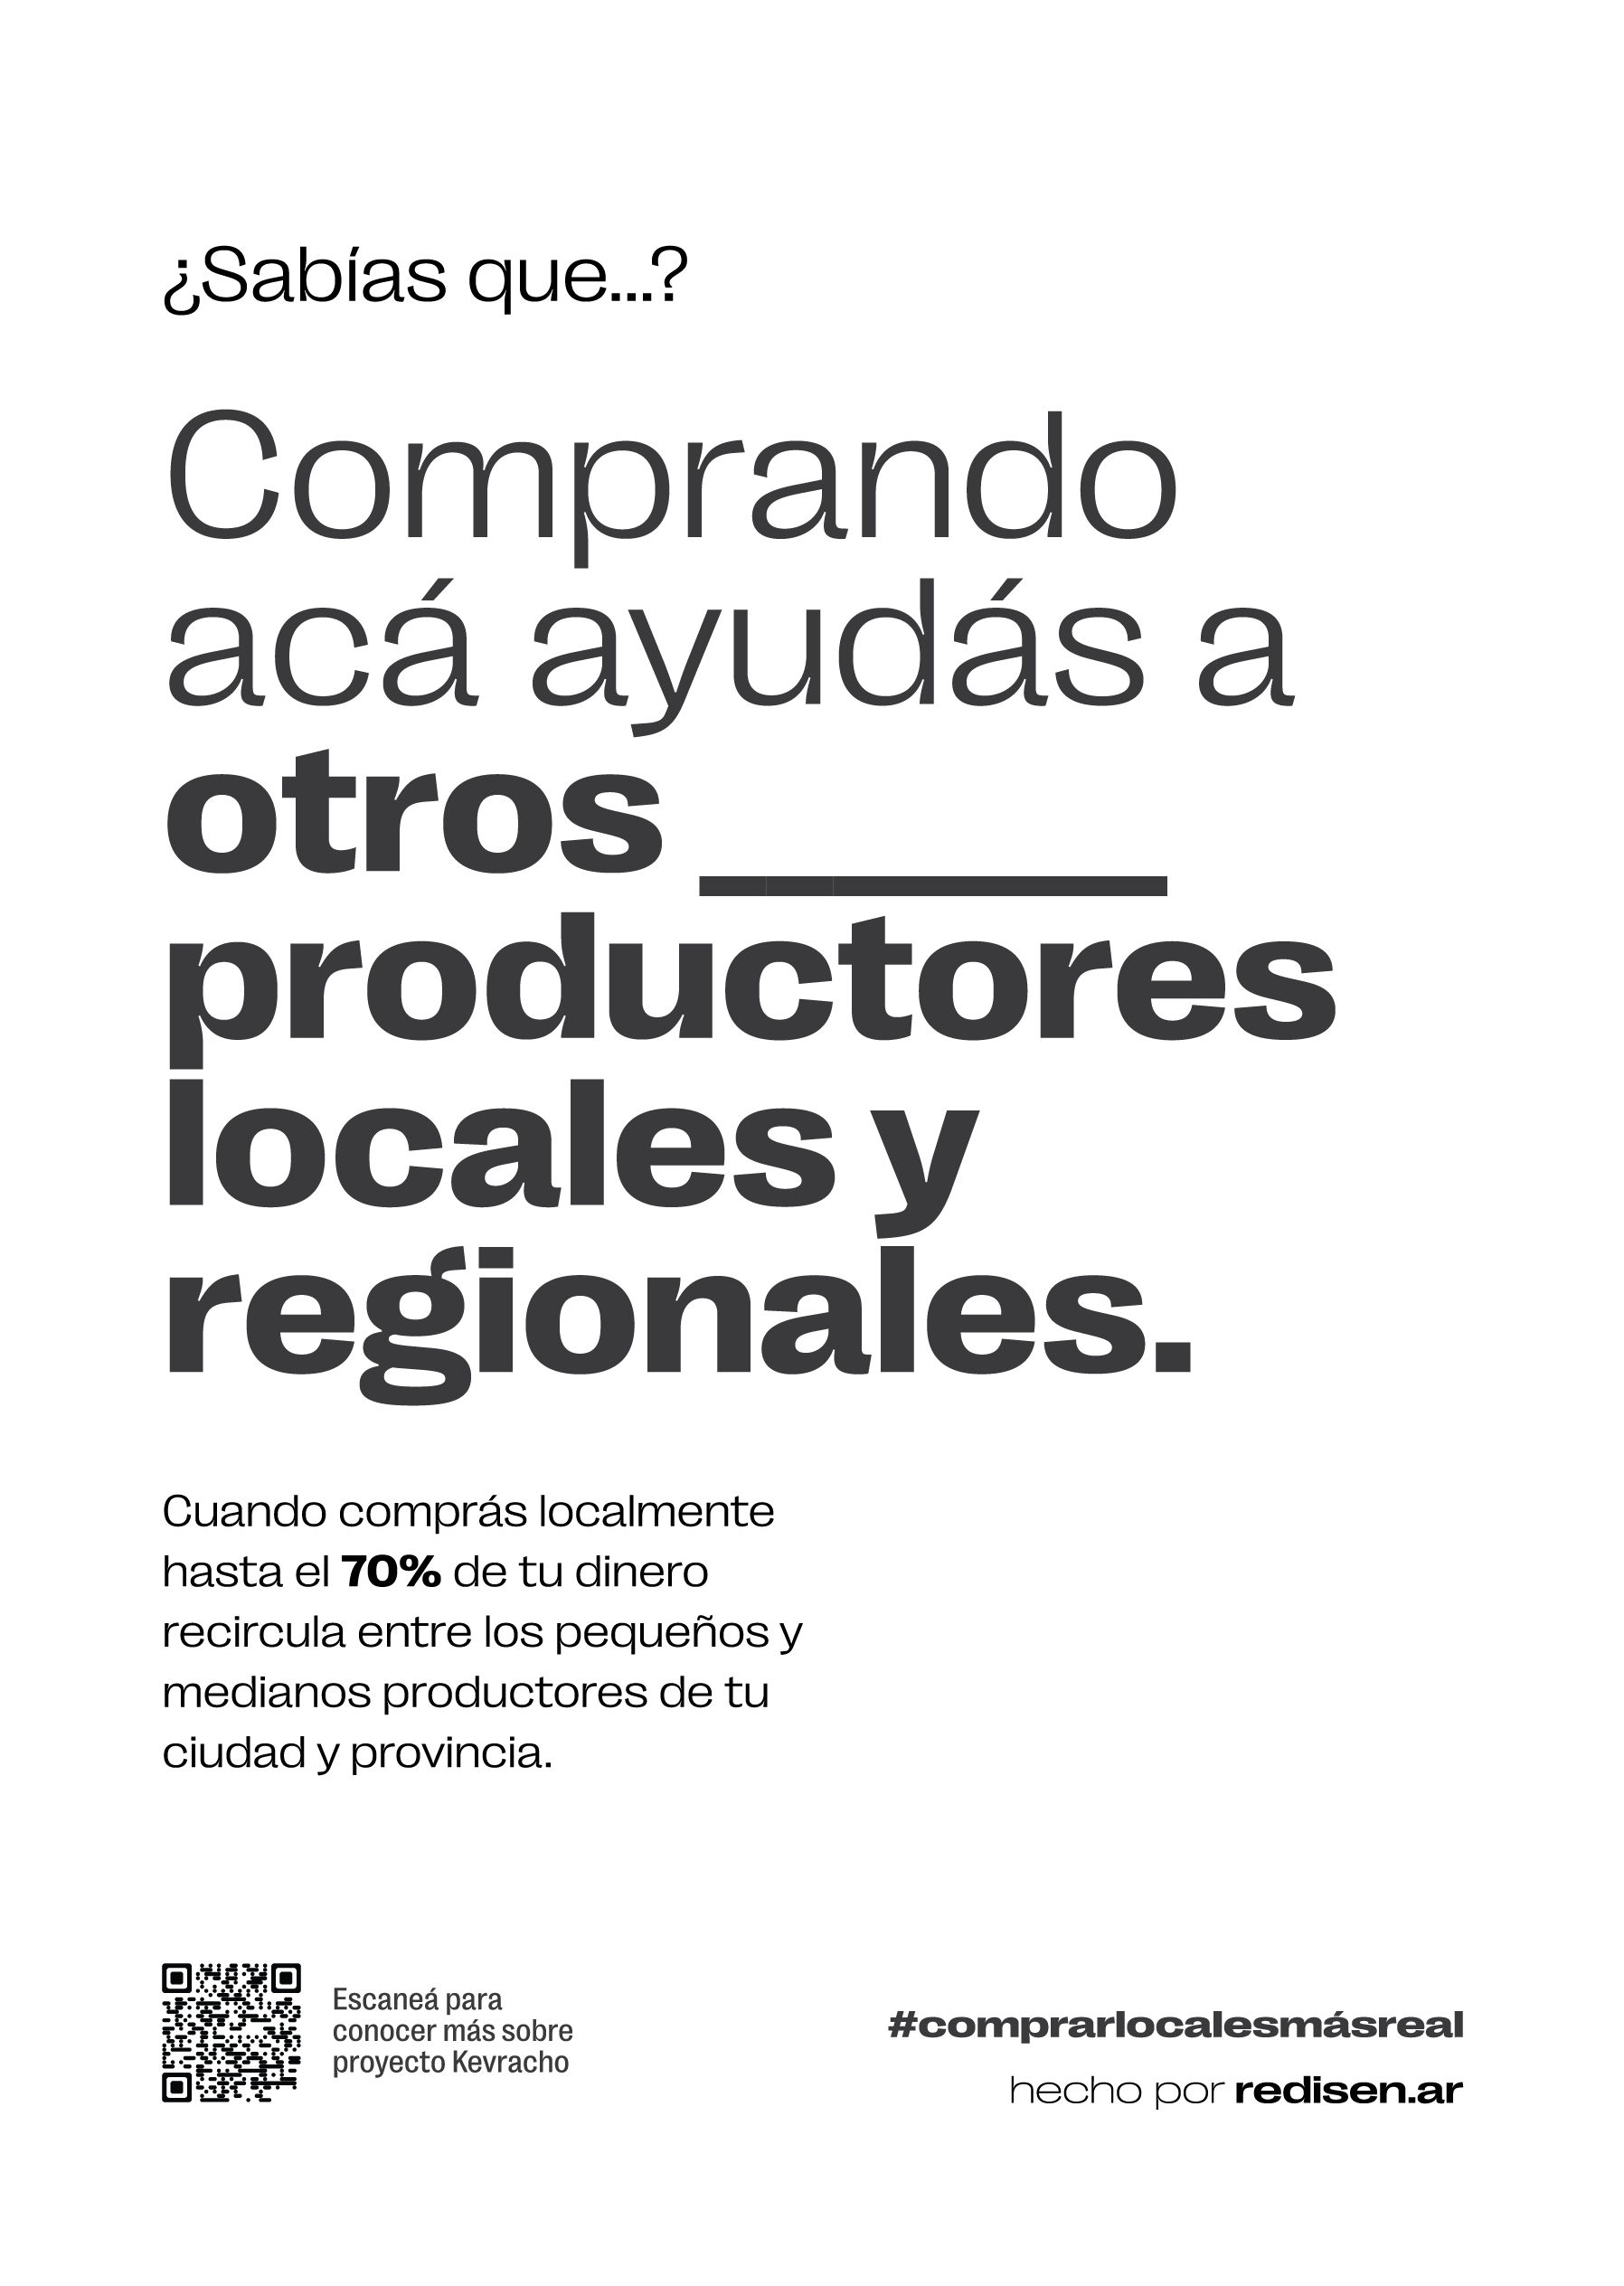 ¿Sabías que...?
Comprando
acá ayudás a
otros _______
productores
locales y
regionales.
Cuando comprás localmente
hasta el 70% de tu dinero
recircula entre los pequeños y
medianos productores de tu
ciudad y provincia.
Escaneá para
conocer más sobre
proyecto Kevracho
#comprarlocalesmásreal
hecho por redisen.ar